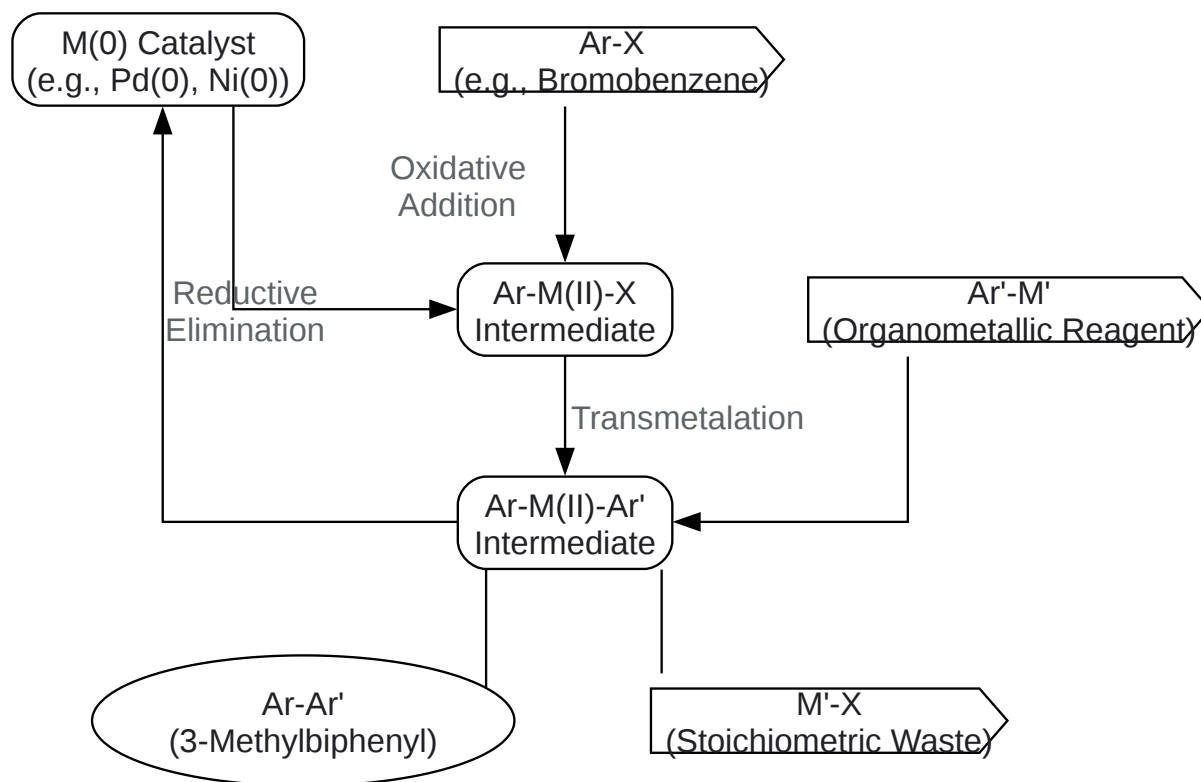 M(0) Catalyst
(e.g., Pd(0), Ni(0))
Ar-X
(e.g., Bromobenzene)
Oxidative
Addition
Reductive
Elimination
Ar-M(II)-X
Intermediate
Ar'-M'
(Organometallic Reagent)
Transmetalation
Ar-M(II)-Ar'
Intermediate
Ar-Ar'
(3-Methylbiphenyl)
M'-X
(Stoichiometric Waste)